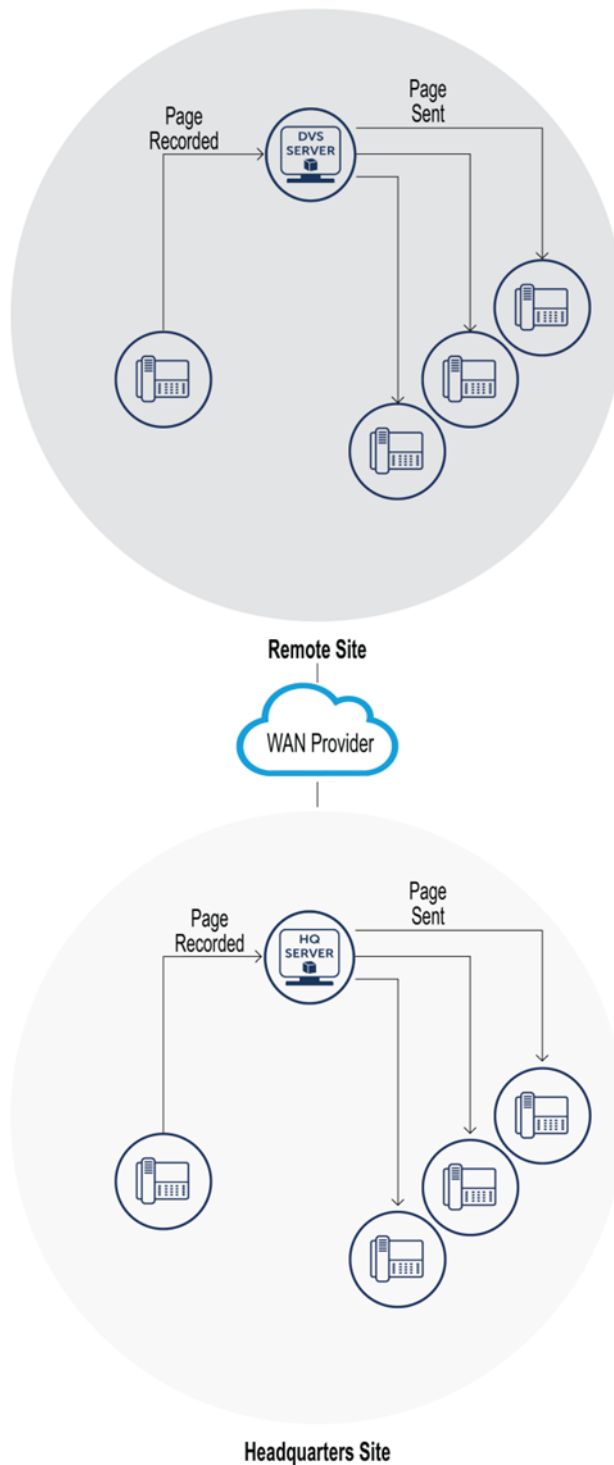 Page
Recorded
DVS
SERVER
Page
Sent
Remote Site
WAN Provider
Page
Recorded
HQ
SERVER
Page
Sent
Headquarters Site